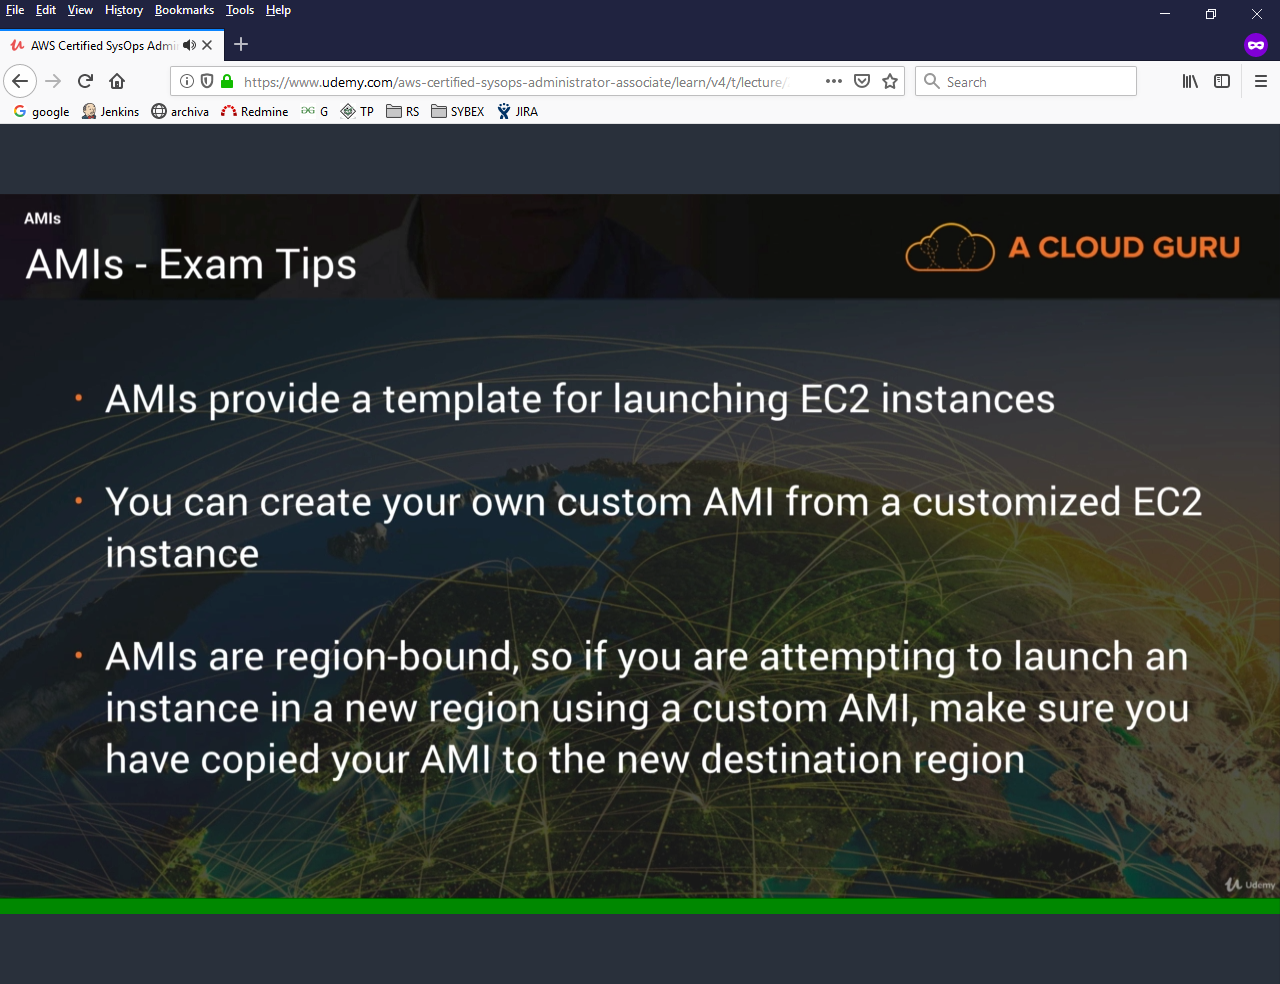 File Edit View History Bookmarks Tools Help
AWS Certified SysOps Admi
https://www.udemy.com/aws-certified-sysops-administrator-associate/learn/v4/t/lecture/
Search
google Jenkins archiva Redmine G TP RS SYBEX JIRA
AMIs
AMIs - Exam Tips
A CLOUD GURU
• AMIs provide a template for launching EC2 instances
• You can create your own custom AMI from a customized EC2
instance
• AMIs are region-bound, so if you are attempting to launch an
instance in a new region using a custom AMI, make sure you
have copied your AMI to the new destination region
Udemy